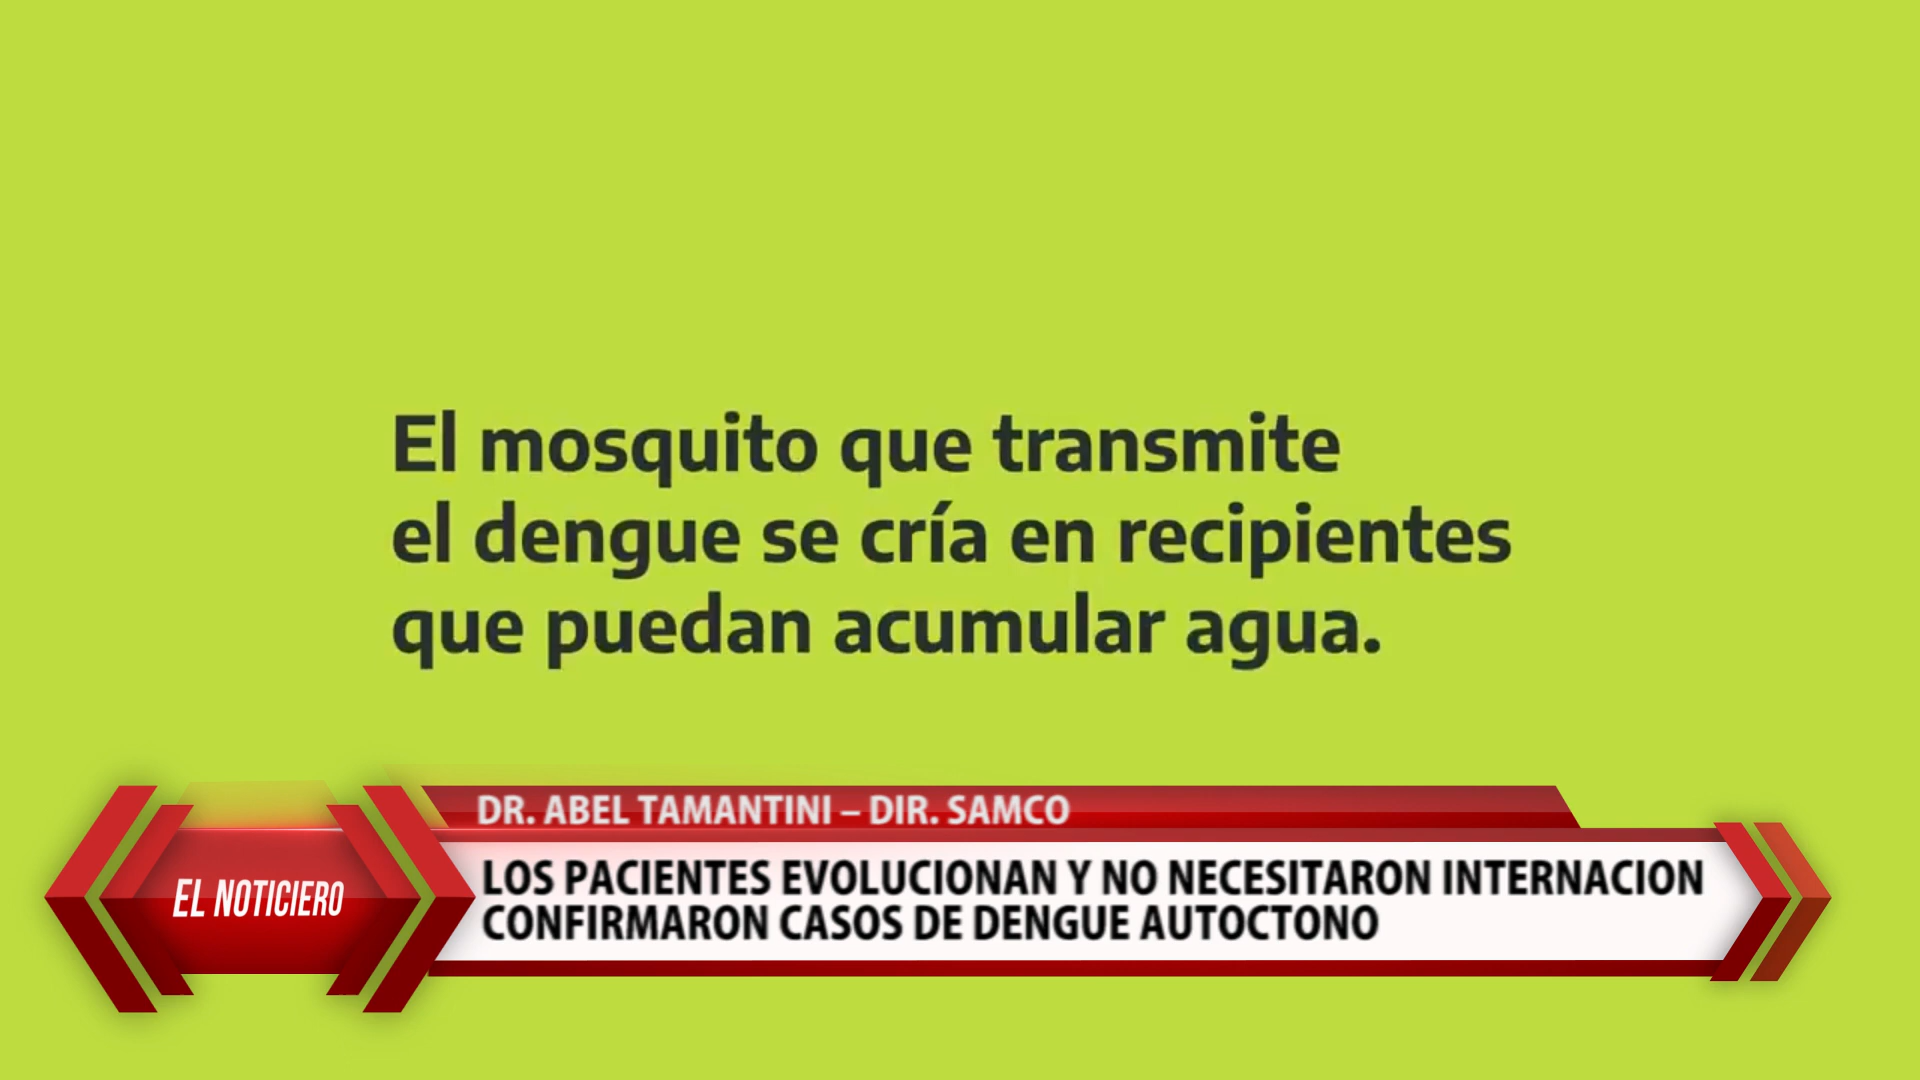 El mosquito que transmite
el dengue se cría en recipientes
que puedan acumular agua.
DR. ABEL TAMANTINI – DIR. SAMCO
EL NOTICIERO
LOS PACIENTES EVOLUCIONAN Y NO NECESITARON INTERNACION
CONFIRMARON CASOS DE DENGUE AUTOCTONO